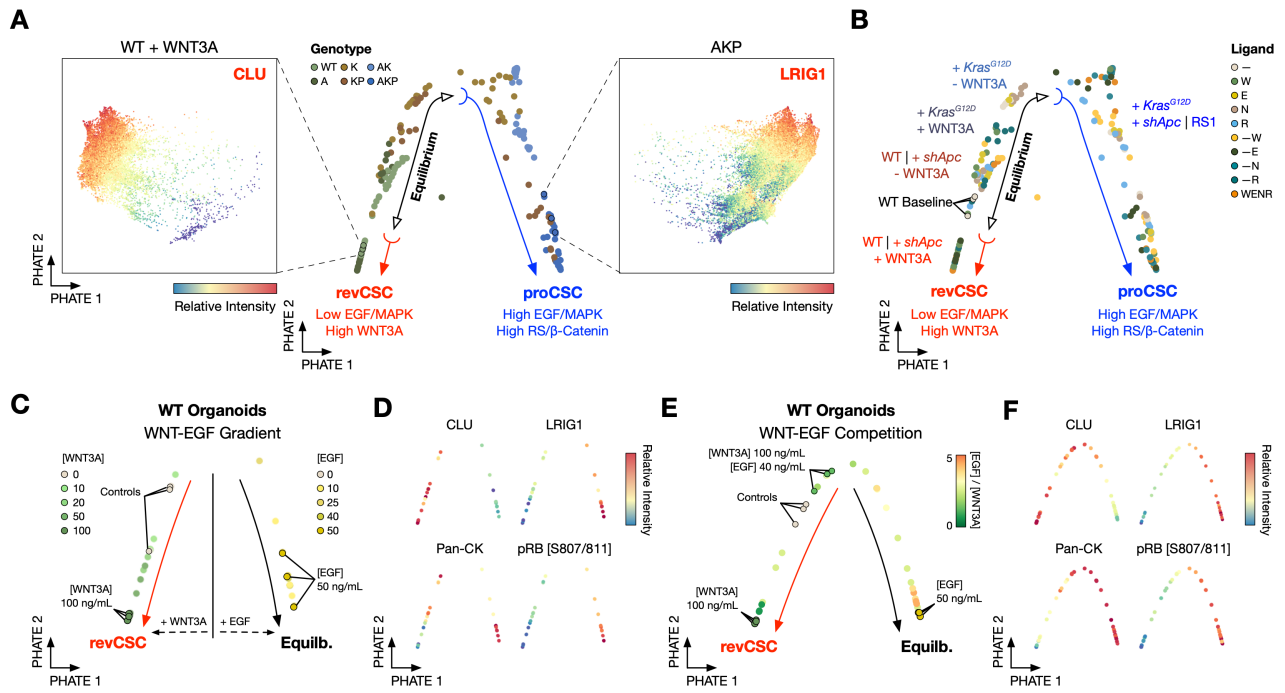 A
WT + WNT3A
CLU
PHATE 2
PHATE 1
Relative Intensity
Genotype
WT K AK
A KP AKP
Equilibrium
revCSC
Low EGF/MAPK
High WNT3A
proCSC
High EGF/MAPK
High RS/β-Catenin
PHATE 2
PHATE 1
AKP
LRIG1
Relative Intensity
B
+ KrasG12D
- WNT3A
+ KrasG12D
+ WNT3A
WT | + shApc
- WNT3A
WT Baseline
WT | + shApc
+ WNT3A
Equilibrium
+ KrasG12D
+ shApc | RS1
revCSC
Low EGF/MAPK
High WNT3A
proCSC
High EGF/MAPK
High RS/β-Catenin
PHATE 2
PHATE 1
Ligand
—
W
E
N
R
—W
—E
—N
—R
WENR
C
WT Organoids
WNT-EGF Gradient
[WNT3A]
0
10
20
50
100
Controls
[EGF]
0
10
25
40
50
[EGF]
50 ng/mL
[WNT3A]
100 ng/mL
+ WNT3A
+ EGF
revCSC
Equilb.
PHATE 2
PHATE 1
D
CLU
LRIG1
Pan-CK
pRB [S807/811]
Relative Intensity
PHATE 2
PHATE 1
E
WT Organoids
WNT-EGF Competition
[WNT3A] 100 ng/mL
[EGF] 40 ng/mL
Controls
5
0
[EGF] / [WNT3A]
[WNT3A]
100 ng/mL
[EGF]
50 ng/mL
revCSC
Equilb.
PHATE 2
PHATE 1
F
CLU
LRIG1
Pan-CK
pRB [S807/811]
Relative Intensity
PHATE 2
PHATE 1